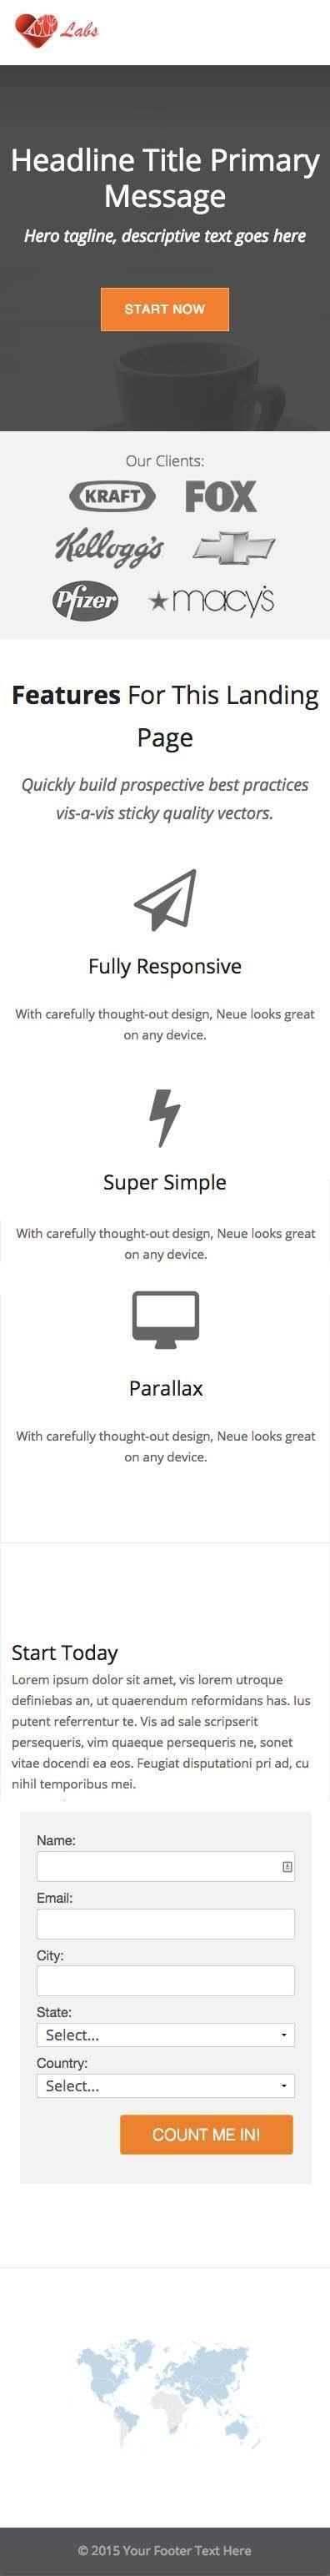 Labs
Headline Title Primary
Message
Hero tagline, descriptive text goes here
START NOW
Our Clients:
KRAFT FOX
Kellogg's
Pfizer macy's
Features For This Landing
Page
Quickly build prospective best practices
vis-a-vis sticky quality vectors.
Fully Responsive
With carefully thought-out design, Neue looks great
on any device.
Super Simple
With carefully thought-out design, Neue looks great
on any device.
Parallax
With carefully thought-out design, Neue looks great
on any device.
Start Today
Lorem ipsum dolor sit amet, vis lorem utroque
definiebas an, ut quaerendum reformidans has. Ius
putent referrentur te. Vis ad sale scripserit
persequeris, vim quaeque persequeris ne, sonet
vitae docendi ea eos. Feugiat disputationi pri ad, cu
nihil temporibus mei.
Name:
Email:
City:
State:
Select...
Country:
Select...
COUNT ME IN!
© 2015 Your Footer Text Here